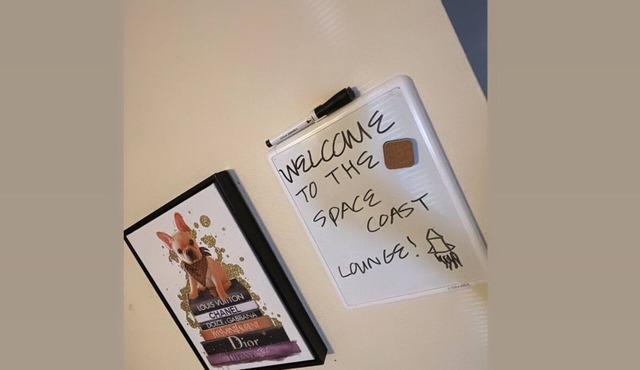 WELCOME
TO THE
SPACE
COAST
LOUNGE!
LOUIS VUITTON
CHANEL
DOLCE & GABBANA
Dior